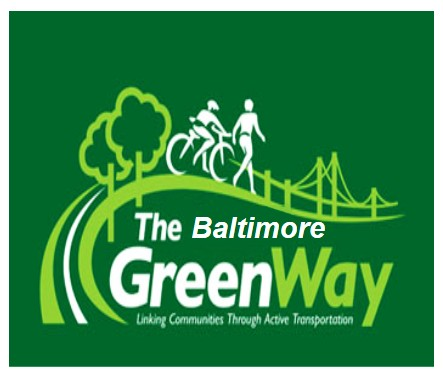 The Baltimore
GreenWay
Linking Communities Through Active Transportation